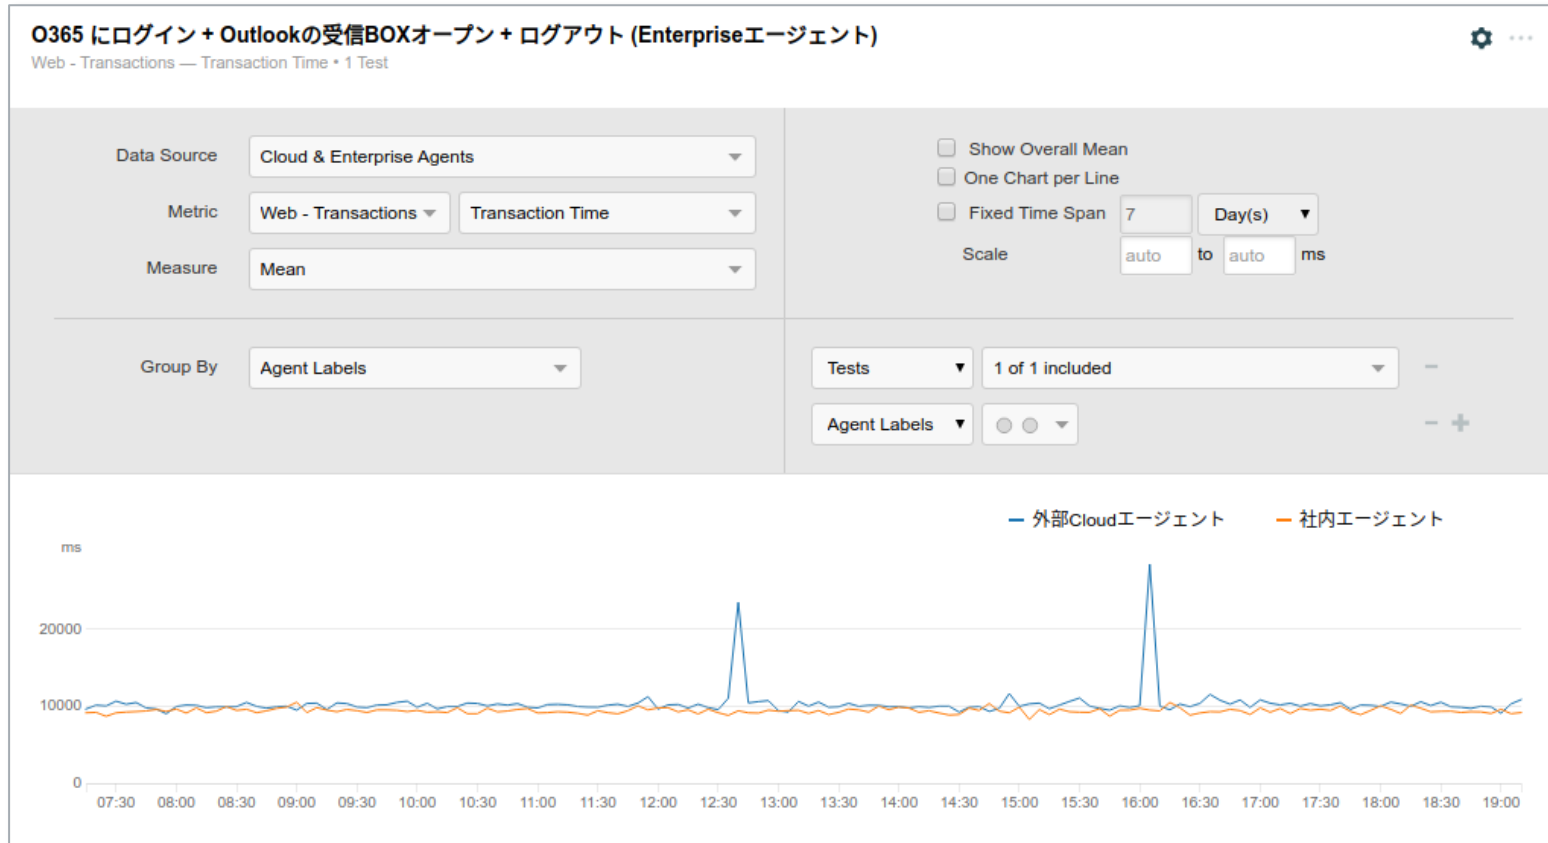 O365 にログイン + Outlookの受信BOXオープン + ログアウト (Enterpriseエージェント)
Web - Transactions — Transaction Time • 1 Test
Data Source
Cloud & Enterprise Agents
Metric
Web - Transactions
Transaction Time
Measure
Mean
Show Overall Mean
One Chart per Line
Fixed Time Span
7
Day(s)
Scale
auto
to
auto
ms
Group By
Agent Labels
Tests
1 of 1 included
Agent Labels
外部Cloudエージェント
社内エージェント
ms
20000
10000
0
07:30 08:00 08:30 09:00 09:30 10:00 10:30 11:00 11:30 12:00 12:30 13:00 13:30 14:00 14:30 15:00 15:30 16:00 16:30 17:00 17:30 18:00 18:30 19:00